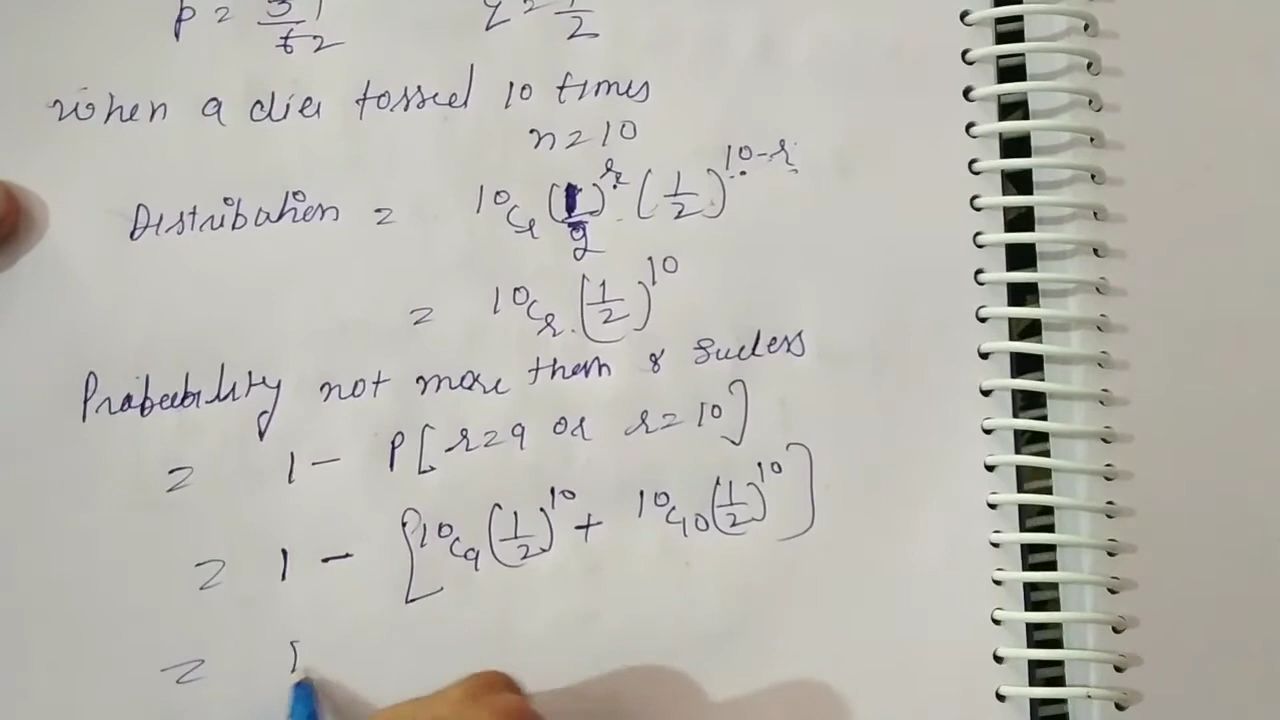 p = 3/6 1/2 q = 1/2
when a die tossed 10 times
n = 10
Distribution = 10Cr (1/2)^r (1/2)^10-r
= 10Cr (1/2)^10
Probability not more than 8 success
= 1 - P[r=9 or r=10]
= 1 - [10C9 (1/2)^10 + 10C10 (1/2)^10]
= 1